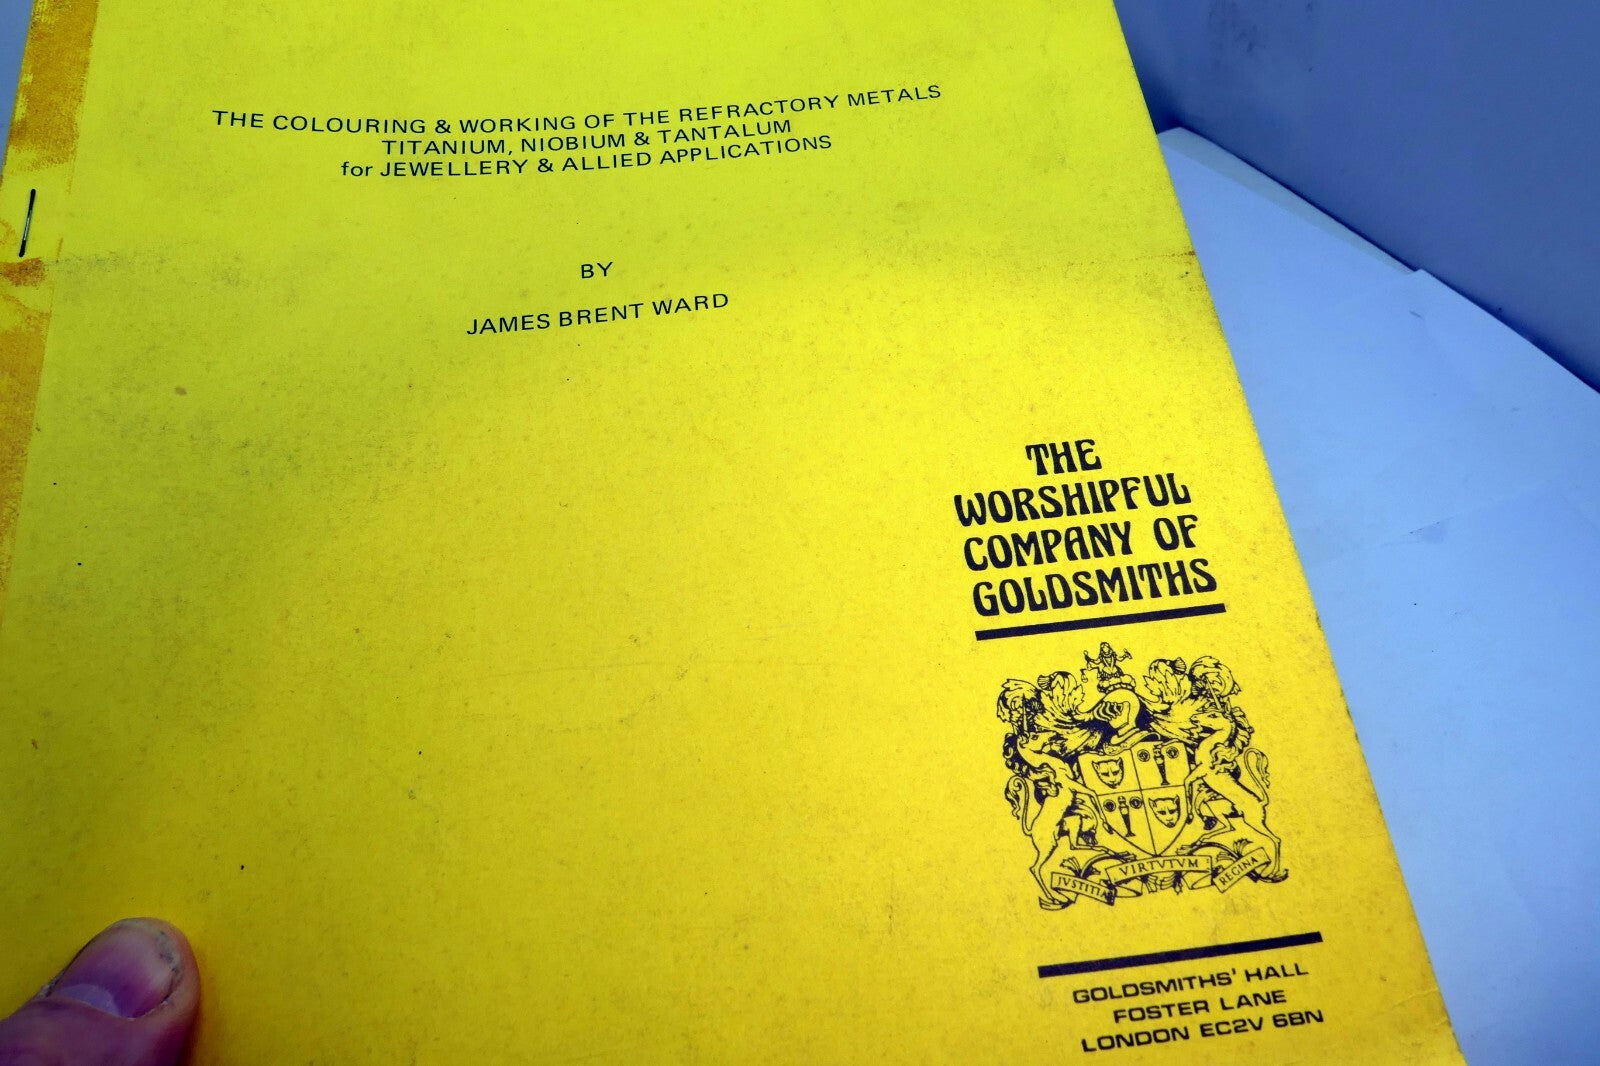 THE COLOURING & WORKING OF THE REFRACTORY METALS
TITANIUM, NIOBIUM & TANTALUM
for JEWELLERY & ALLIED APPLICATIONS
BY
JAMES BRENT WARD
THE
WORSHIPFUL
COMPANY OF
GOLDSMITHS
JVSTITIA VIRTVTVM REGINA
GOLDSMITHS' HALL
FOSTER LANE
LONDON EC2V 6BN